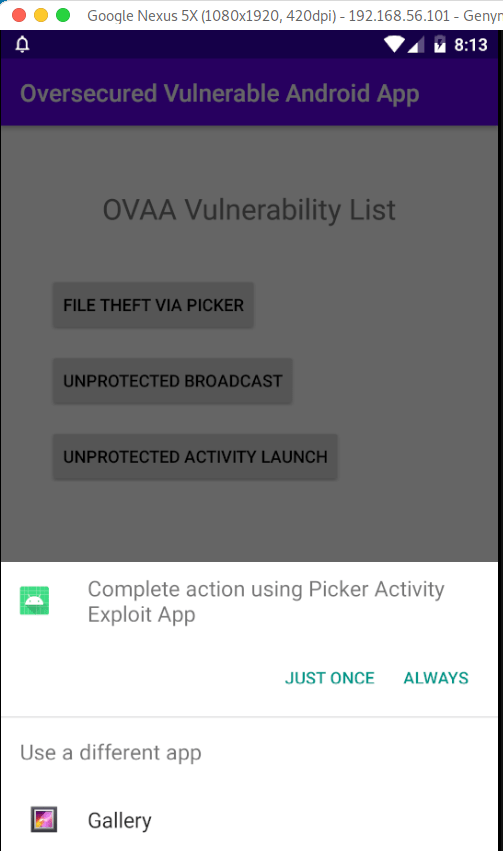 Google Nexus 5X (1080x1920, 420dpi) - 192.168.56.101 - Genym
8:13
Oversecured Vulnerable Android App
OVAA Vulnerability List
FILE THEFT VIA PICKER
UNPROTECTED BROADCAST
UNPROTECTED ACTIVITY LAUNCH
Complete action using Picker Activity
Exploit App
JUST ONCE ALWAYS
Use a different app
Gallery